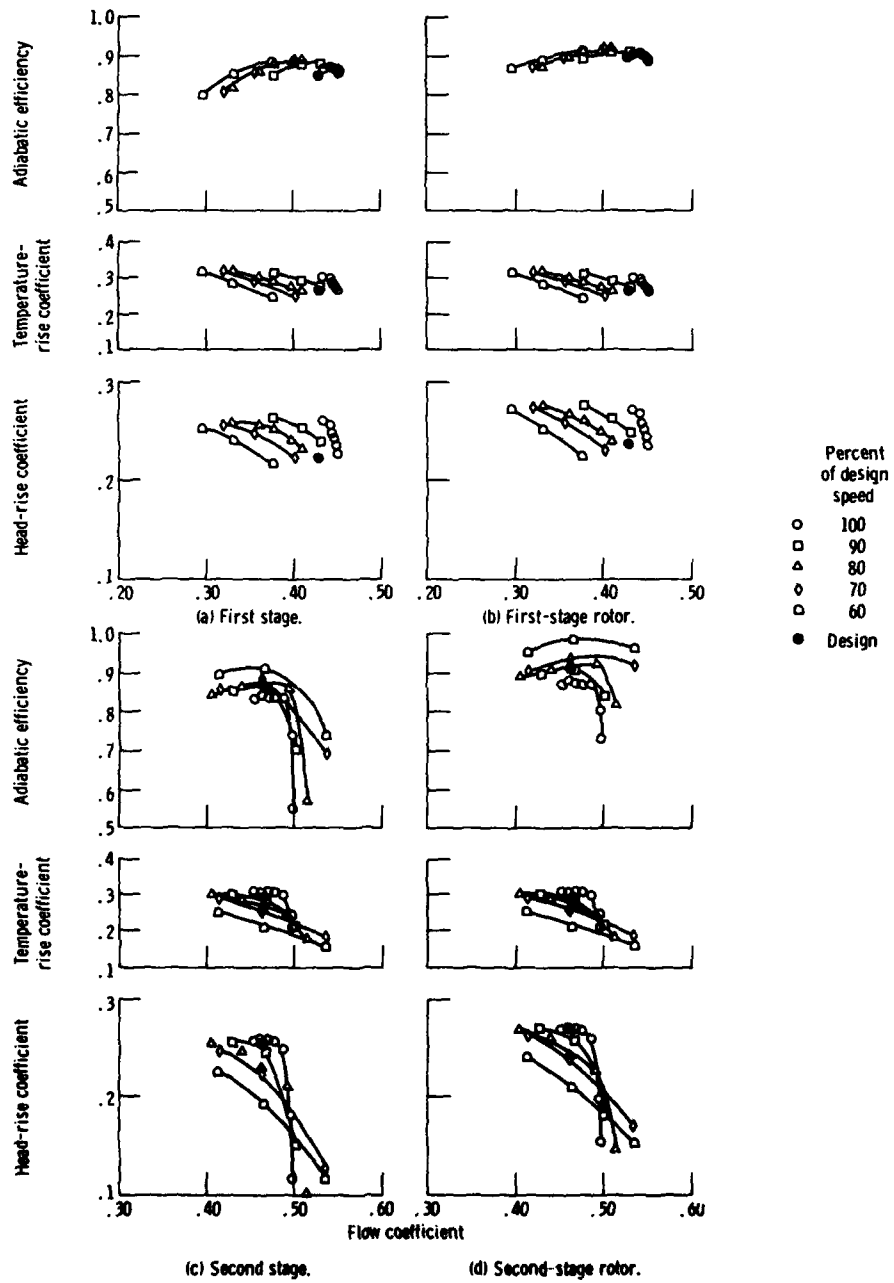 Adiabatic efficiency
1.0
.9
.8
.7
.6
.5
Temperature-
rise coefficient
.4
.3
.2
.1
Head-rise coefficient
.3
.2
.1
.20 .30 .40 .50
(a) First stage.
.20 .30 .40 .50
(b) First-stage rotor.
Percent
of design
speed
100
90
80
70
60
Design
Adiabatic efficiency
1.0
.9
.8
.7
.6
.5
Temperature-
rise coefficient
.4
.3
.2
.1
Head-rise coefficient
.3
.2
.1
.30 .40 .50 .60
.30 .40 .50 .60
Flow coefficient
(c) Second stage.
(d) Second-stage rotor.